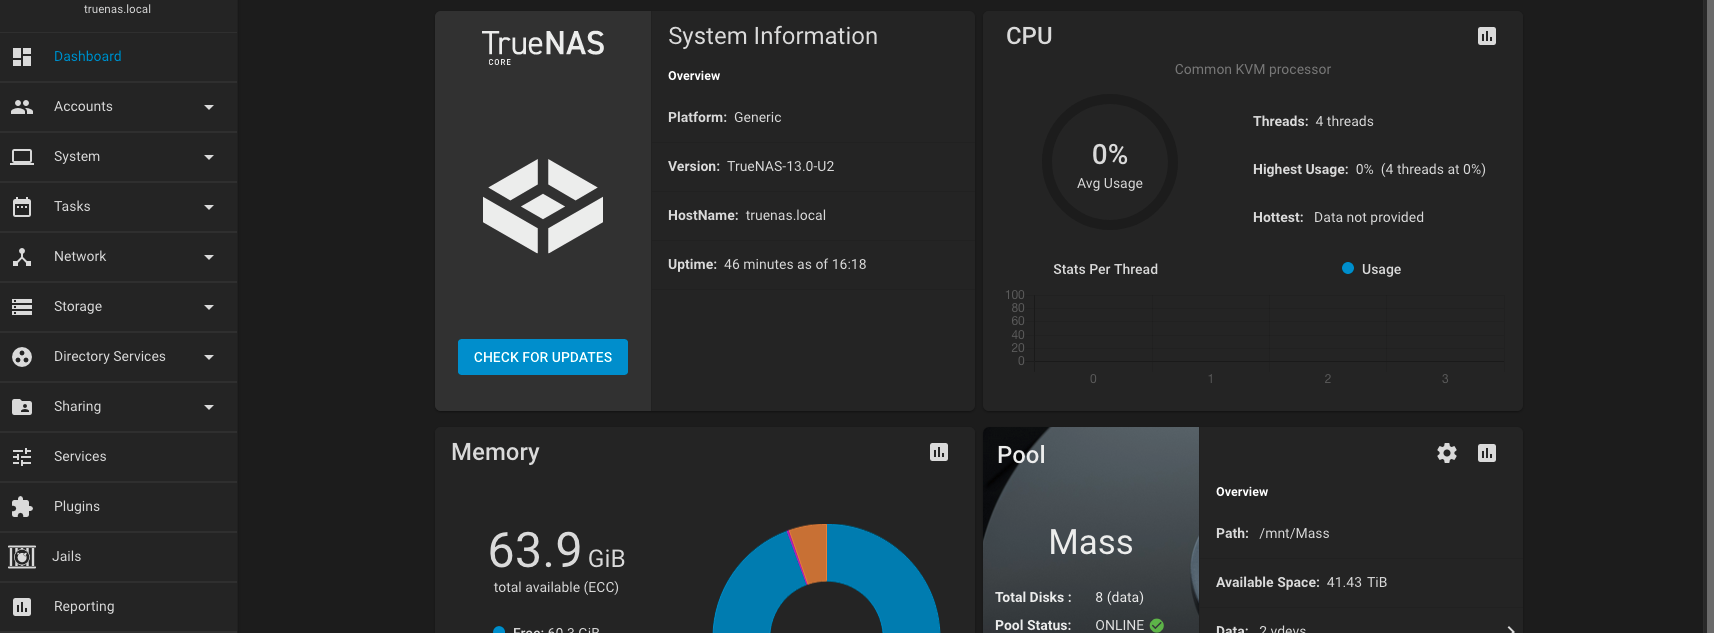 truenas.local
Dashboard
Accounts
System
Tasks
Network
Storage
Directory Services
Sharing
Services
Plugins
Jails
Reporting
TrueNAS
CORE
CHECK FOR UPDATES
System Information
Overview
Platform: Generic
Version: TrueNAS-13.0-U2
HostName: truenas.local
Uptime: 46 minutes as of 16:18
CPU
Common KVM processor
0%
Avg Usage
Threads: 4 threads
Highest Usage: 0% (4 threads at 0%)
Hottest: Data not provided
Stats Per Thread
Usage
100
80
60
40
20
0
0 1 2 3
Memory
63.9 GiB
total available (ECC)
Free: 60.3 GiB
Pool
Mass
Total Disks : 8 (data)
Pool Status: ONLINE
Overview
Path: /mnt/Mass
Available Space: 41.43 TiB
Data: 2 vdevs